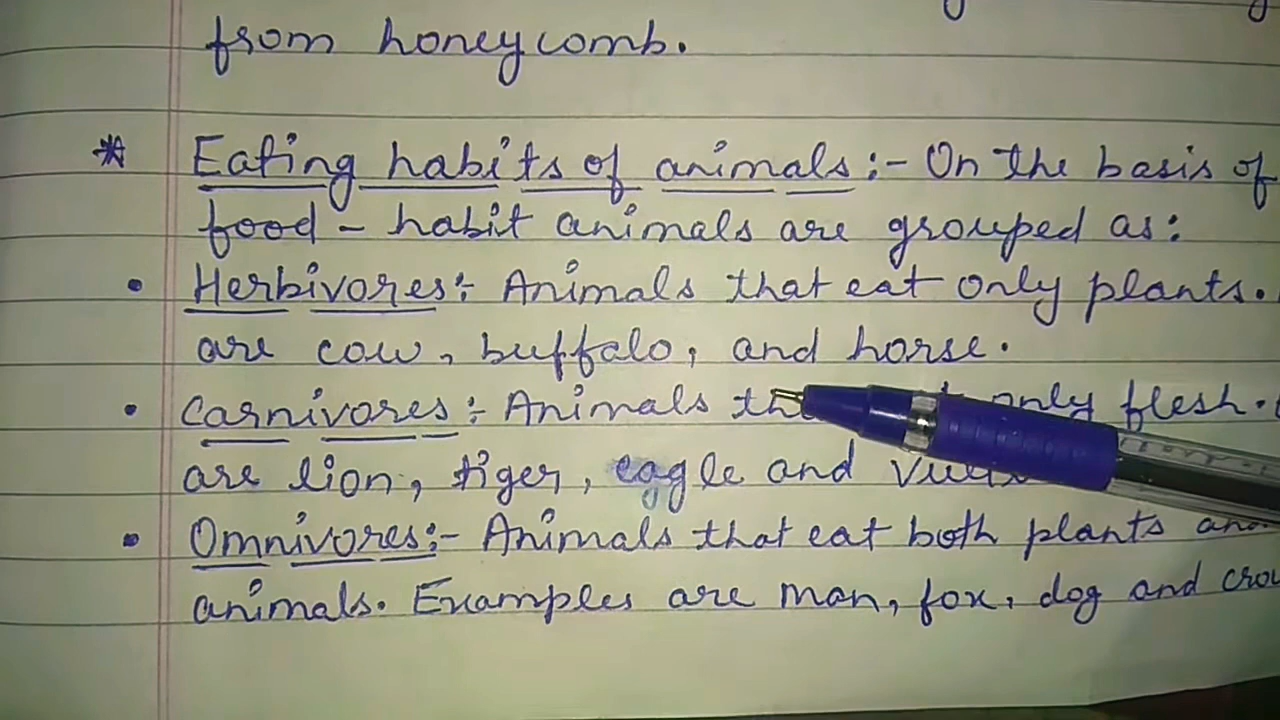 from honeycomb.
* Eating habits of animals :- On the basis of
food - habit animals are grouped as:
• Herbivores:- Animals that eat only plants.
are cow, buffalo, and horse.
• Carnivores:- Animals only flesh.
are lion, tiger, eagle and
• Omnivores:- Animals that eat both plants and
animals. Examples are man, fox, dog and